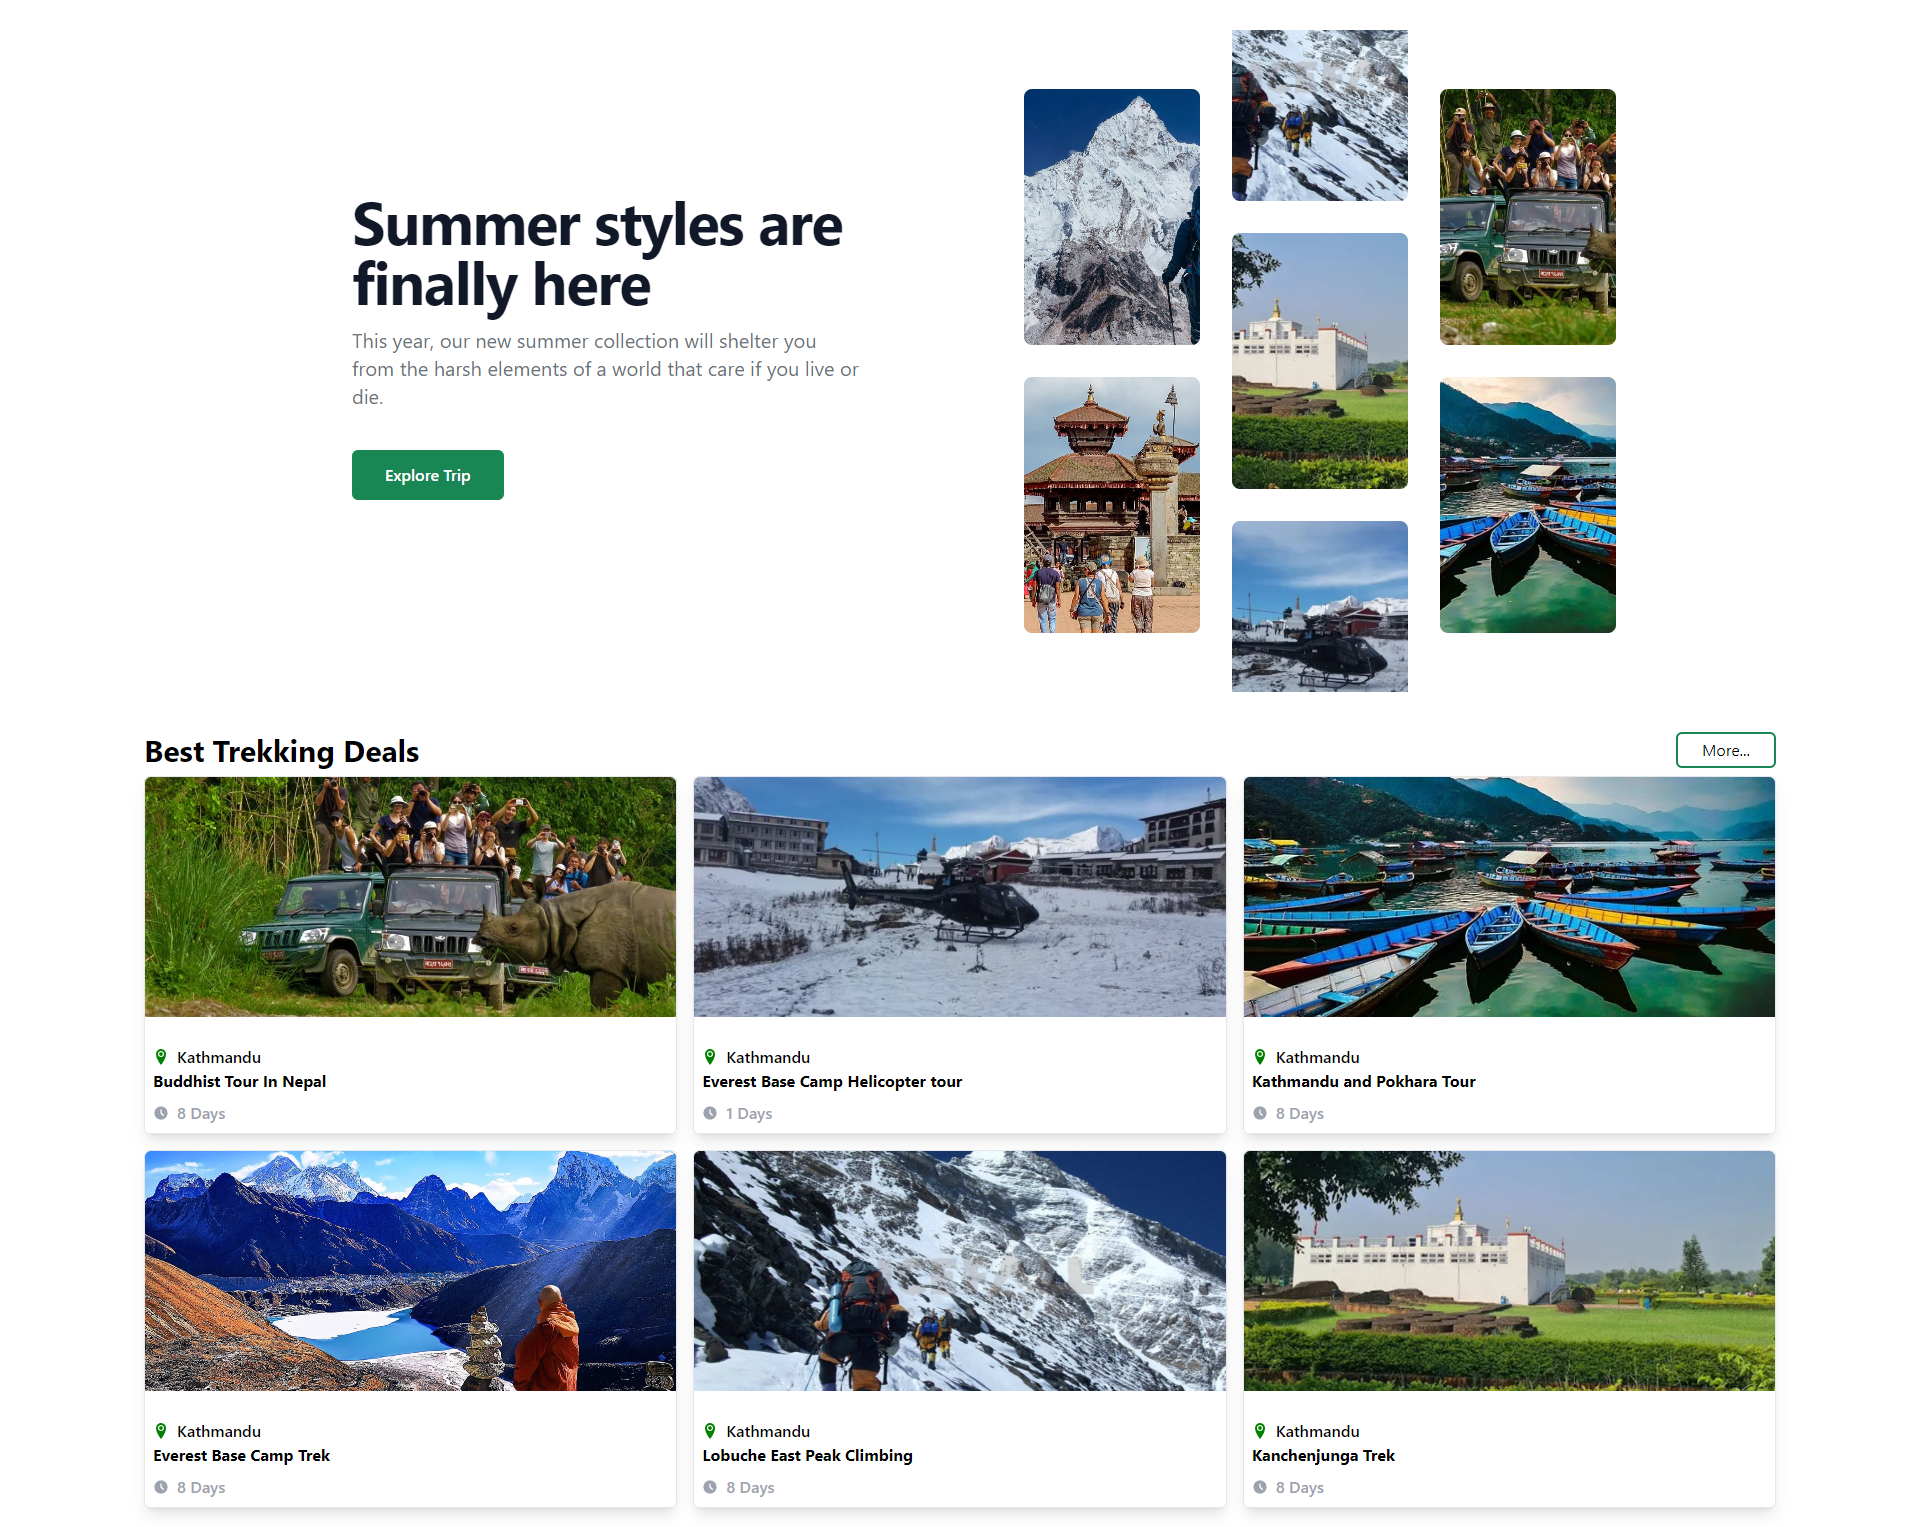 Summer styles are
finally here
This year, our new summer collection will shelter you
from the harsh elements of a world that care if you live or
die.
Explore Trip
Best Trekking Deals
More...
Kathmandu
Buddhist Tour In Nepal
8 Days
Kathmandu
Everest Base Camp Helicopter tour
1 Days
Kathmandu
Kathmandu and Pokhara Tour
8 Days
Kathmandu
Everest Base Camp Trek
8 Days
Kathmandu
Lobuche East Peak Climbing
8 Days
Kathmandu
Kanchenjunga Trek
8 Days